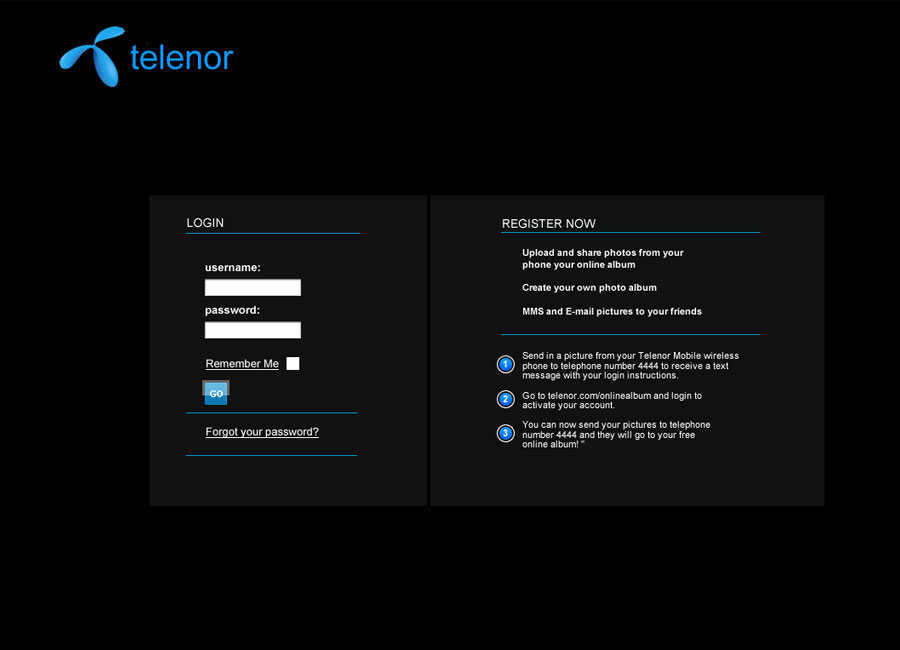 telenor
LOGIN
username:
password:
Remember Me
GO
Forgot your password?
REGISTER NOW
Upload and share photos from your
phone your online album
Create your own photo album
MMS and E-mail pictures to your friends
1 Send in a picture from your Telenor Mobile wireless
phone to telephone number 4444 to receive a text
message with your login instructions.
2 Go to telenor.com/onlinealbum and login to
activate your account.
3 You can now send your pictures to telephone
number 4444 and they will go to your free
online album! "